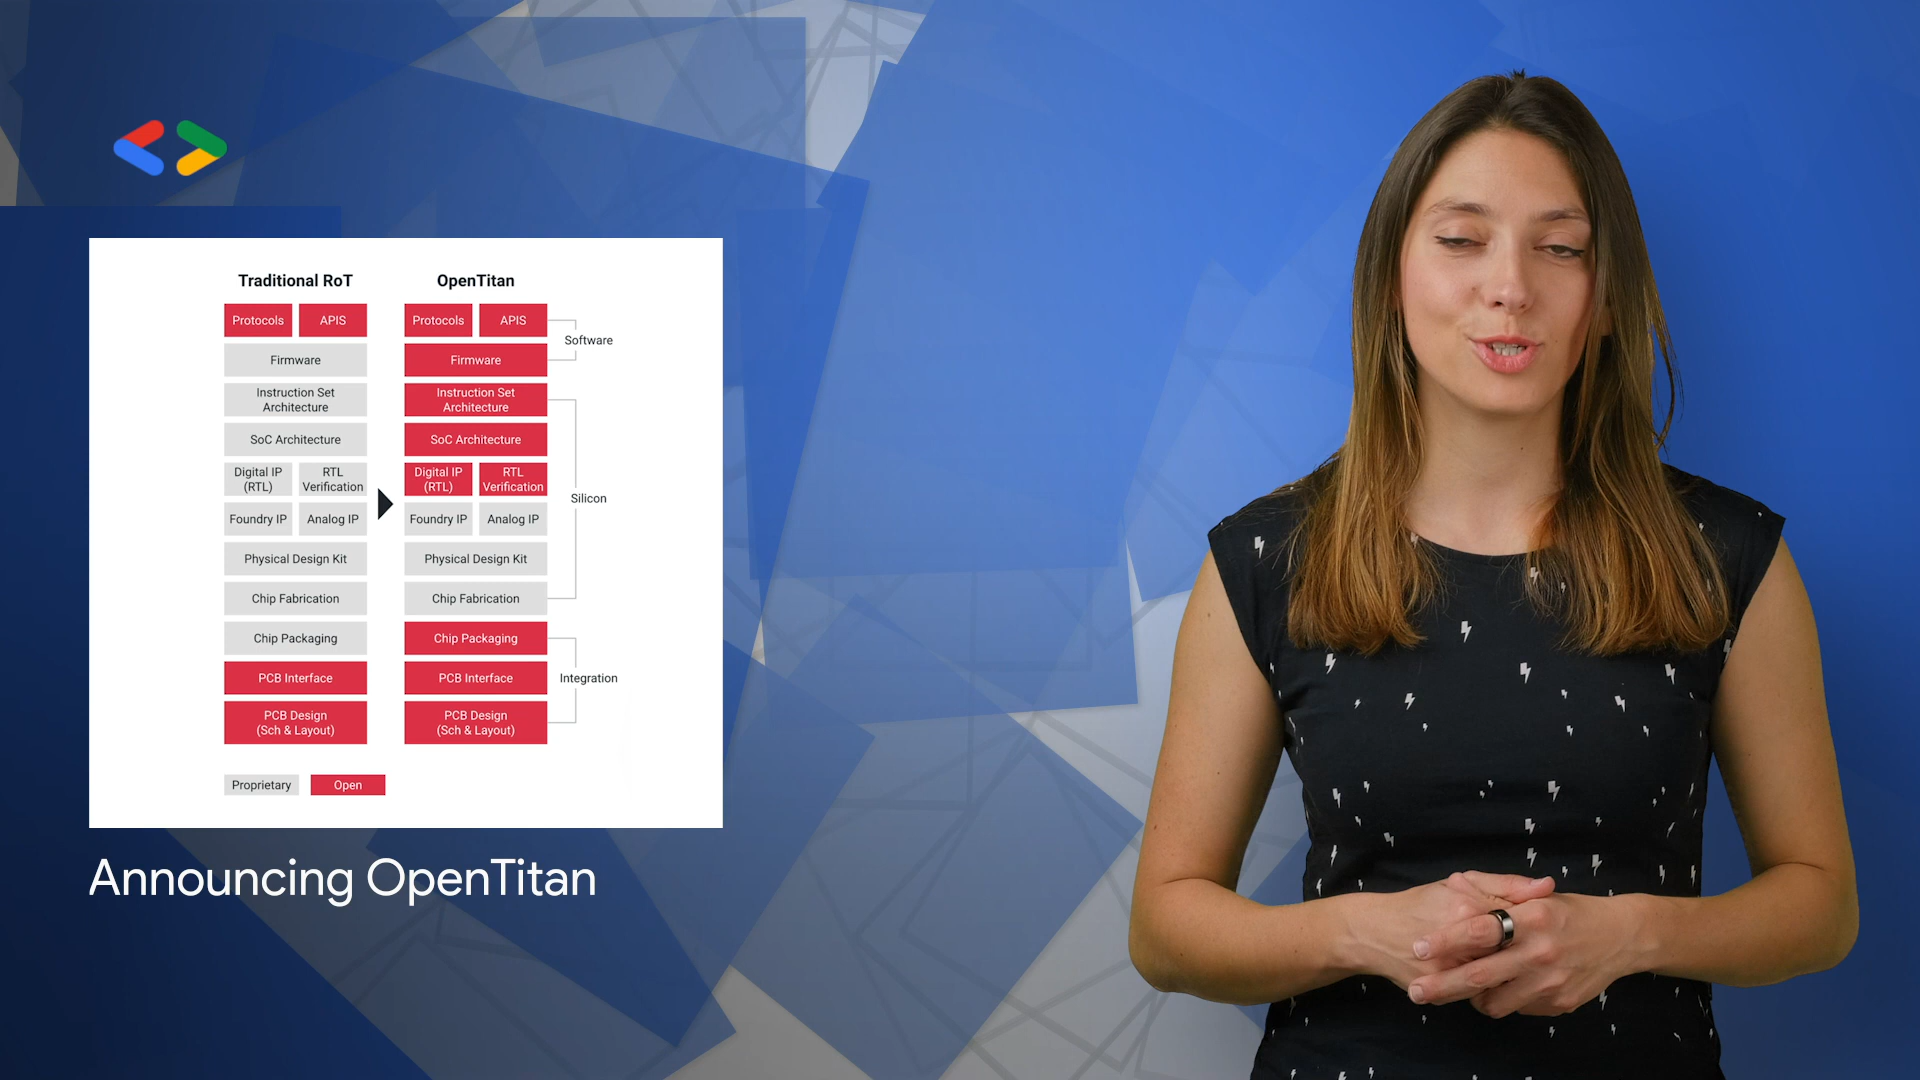 Traditional RoT
OpenTitan
Protocols
APIS
Protocols
APIS
Software
Firmware
Firmware
Instruction Set
Architecture
Instruction Set
Architecture
SoC Architecture
SoC Architecture
Digital IP
(RTL)
RTL
Verification
Digital IP
(RTL)
RTL
Verification
Silicon
Foundry IP
Analog IP
Foundry IP
Analog IP
Physical Design Kit
Physical Design Kit
Chip Fabrication
Chip Fabrication
Chip Packaging
Chip Packaging
PCB Interface
PCB Interface
Integration
PCB Design
(Sch & Layout)
PCB Design
(Sch & Layout)
Proprietary
Open
Announcing OpenTitan